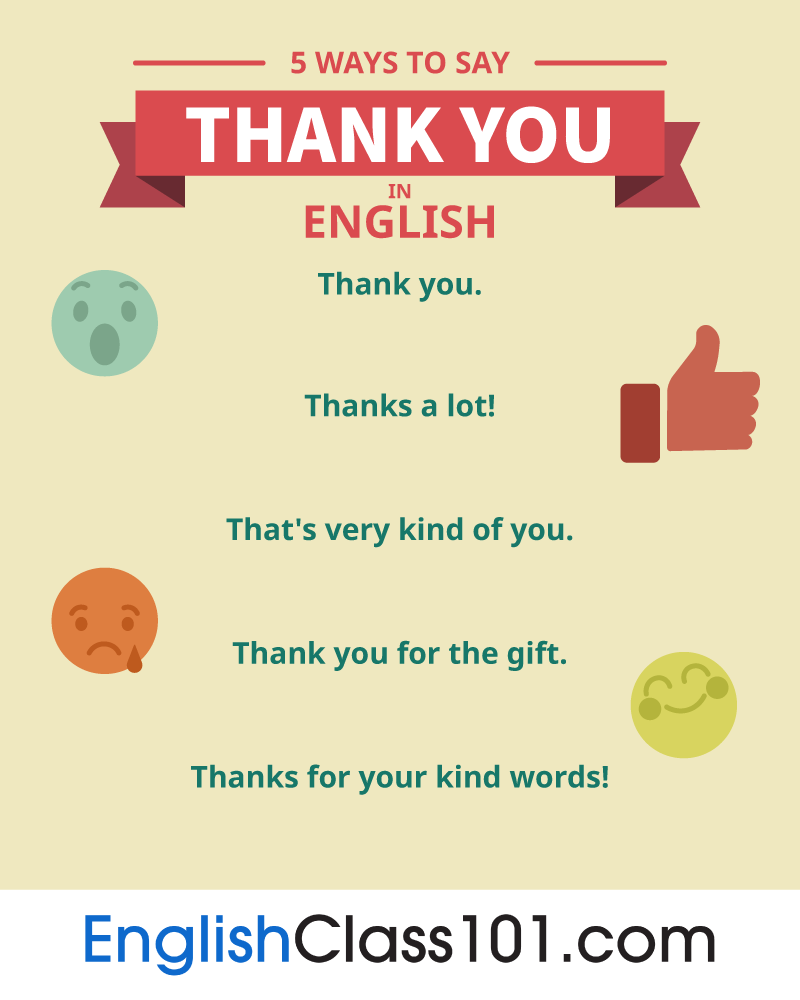 5 WAYS TO SAY
THANK YOU
IN
ENGLISH
Thank you.
Thanks a lot!
That's very kind of you.
Thank you for the gift.
Thanks for your kind words!
EnglishClass101.com